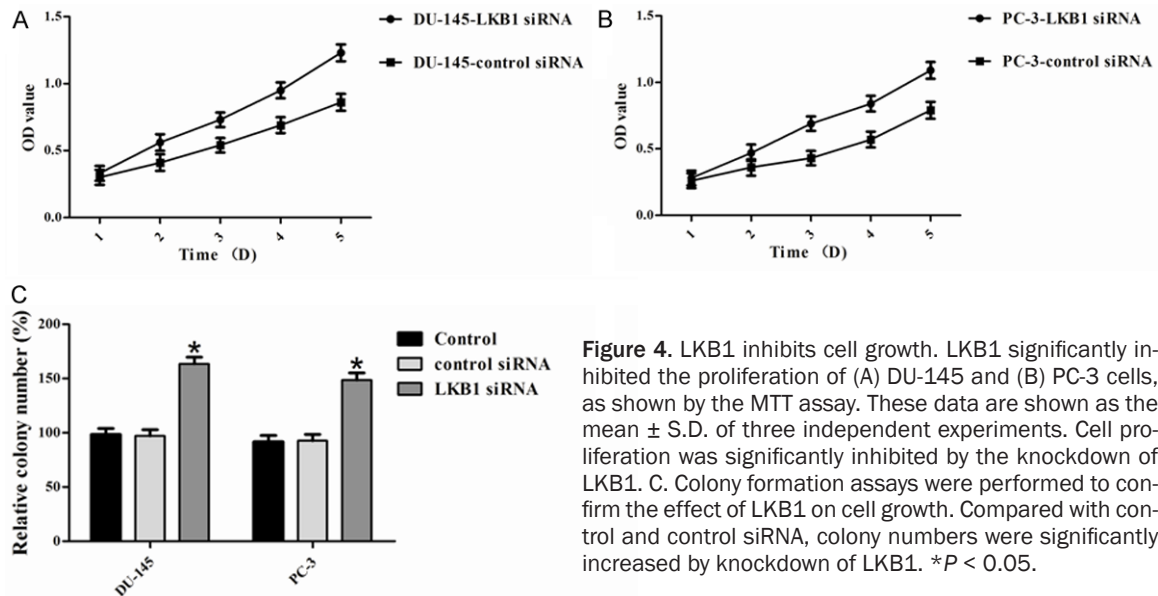 A
1.5
1.0
0.5
0.0
OD value
1
2
3
4
5
Time (D)
DU-145-LKB1 siRNA
DU-145-control siRNA
B
1.5
1.0
0.5
0.0
OD value
1
2
3
4
5
Time (D)
PC-3-LKB1 siRNA
PC-3-control siRNA
C
200
150
100
50
0
Relative colony number (%)
*
*
DU-145
PC-3
Control
control siRNA
LKB1 siRNA
Figure 4. LKB1 inhibits cell growth. LKB1 significantly in-
hibited the proliferation of (A) DU-145 and (B) PC-3 cells,
as shown by the MTT assay. These data are shown as the
mean ± S.D. of three independent experiments. Cell pro-
liferation was significantly inhibited by the knockdown of
LKB1. C. Colony formation assays were performed to con-
firm the effect of LKB1 on cell growth. Compared with con-
trol and control siRNA, colony numbers were significantly
increased by knockdown of LKB1. *P < 0.05.